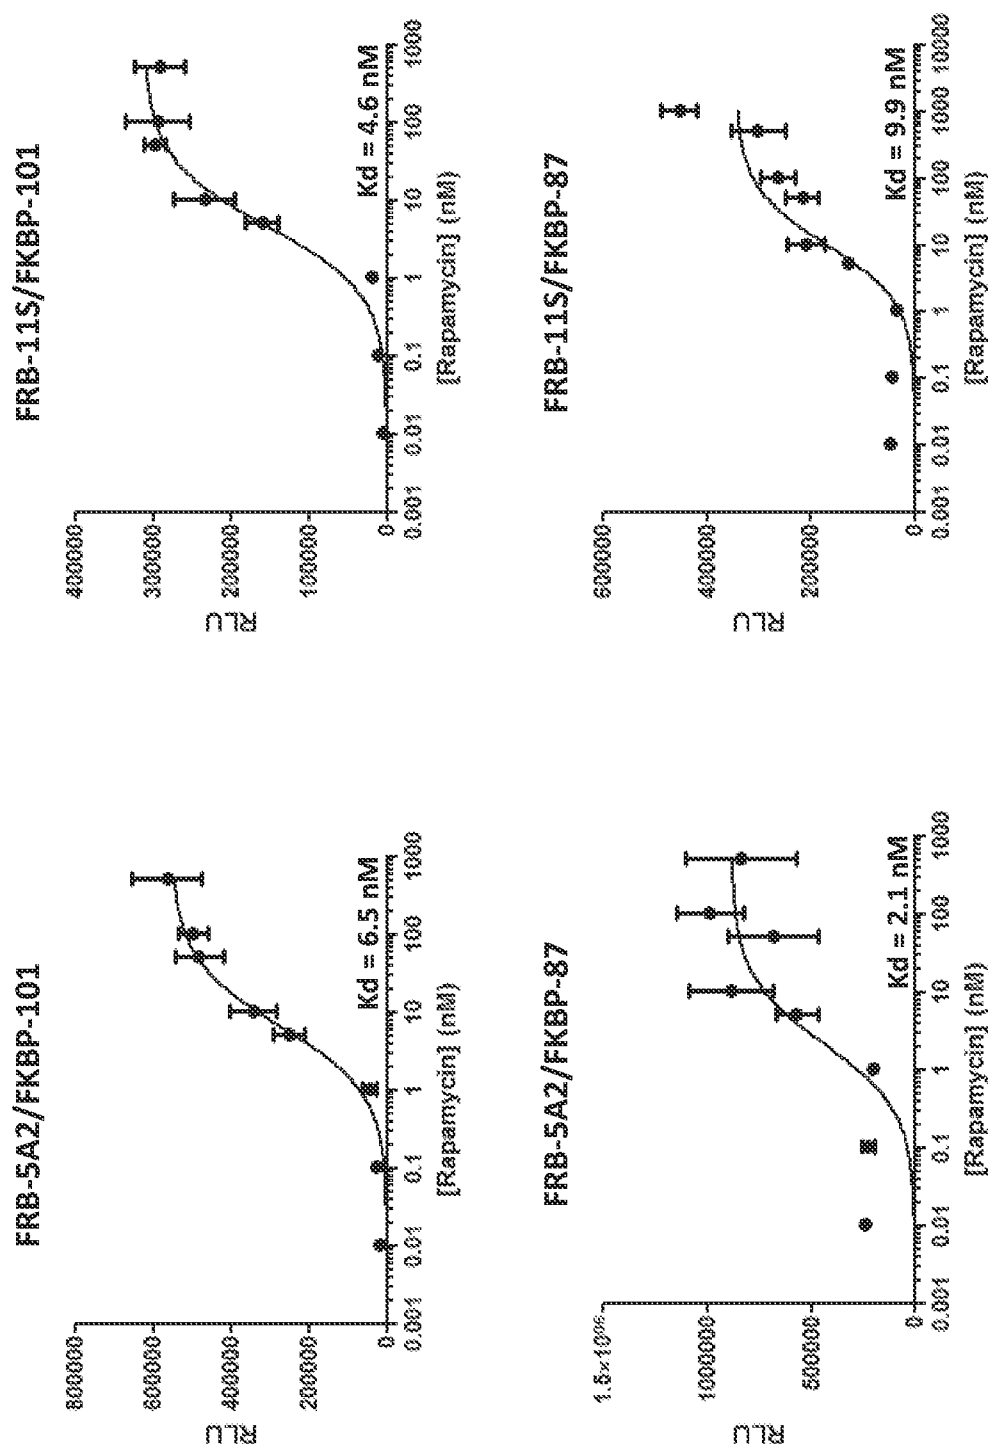 FRB-5A2/FKBP-101
800000
600000
400000
200000
0
RLU
Kd = 6.5 nM
0.001 0.01 0.1 1 10 100 1000
[Rapamycin] (nM)
FRB-11S/FKBP-101
400000
300000
200000
100000
0
RLU
Kd = 4.6 nM
0.001 0.01 0.1 1 10 100 1000
[Rapamycin] (nM)
FRB-5A2/FKBP-87
1.5×10⁰⁶
1000000
500000
0
RLU
Kd = 2.1 nM
0.001 0.01 0.1 1 10 100 1000
[Rapamycin] (nM)
FRB-11S/FKBP-87
600000
400000
200000
0
RLU
Kd = 9.9 nM
0.001 0.01 0.1 1 10 100 1000 10000
[Rapamycin] (nM)